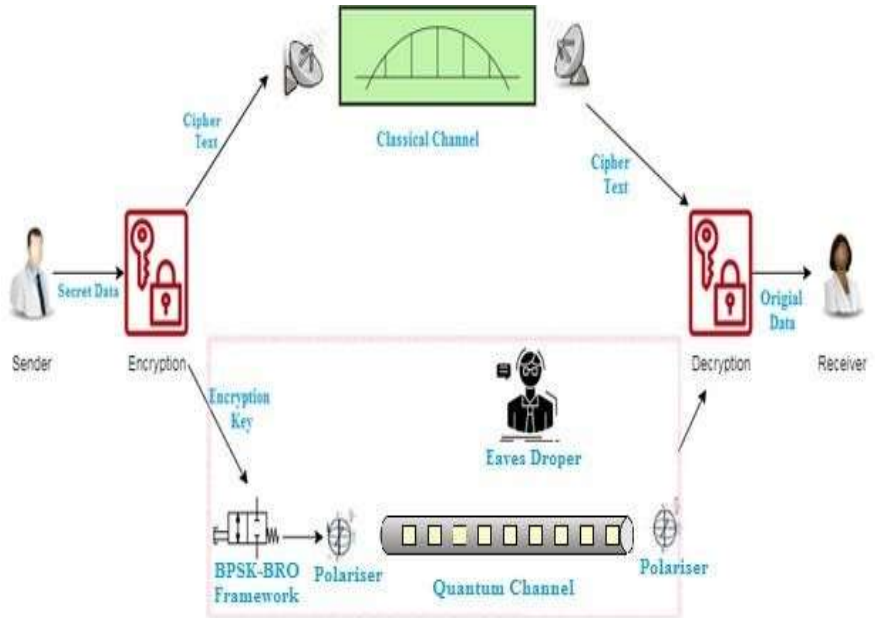 Cipher
Text
Classical Channel
Cipher
Text
Secret Data
Origial
Data
Sender
Encryption
Decryption
Receiver
Encryption
Key
Eaves Droper
BPSK-BRO
Framework
Polariser
Quantum Channel
Polariser